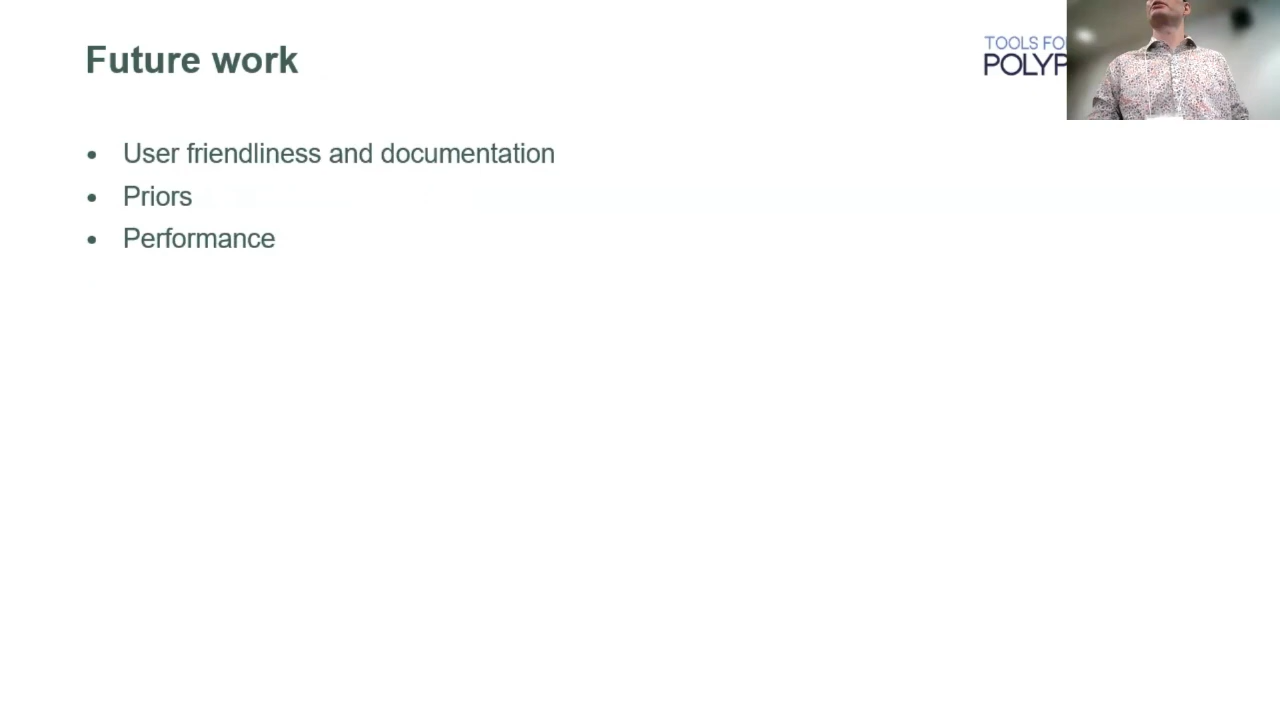 Future work
TOOLS FO
POLYP
User friendliness and documentation
Priors
Performance